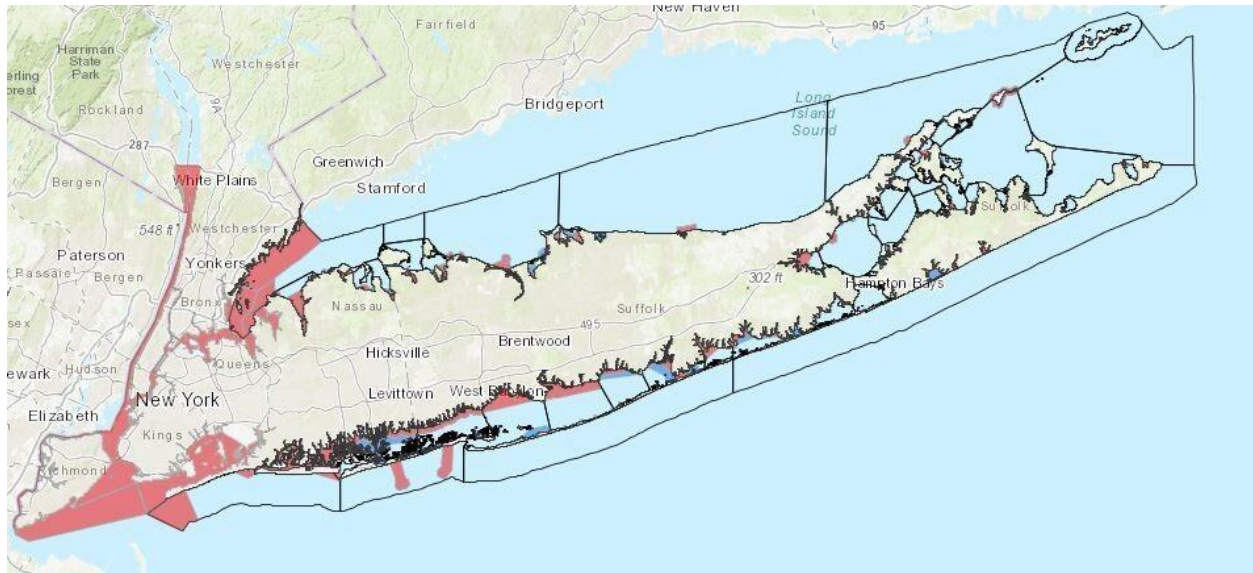 New Haven
Fairfield
95
Harriman
State
Park
Westchester
erling
orest
9A
Rockland
Bridgeport
Long
Island
Sound
287
Greenwich
Bergen
White Plains
Stamford
548 ft
Westchester
Suffolk
Paterson
Bergen
Yonkers
Passaic
Bronx
302 ft
Hampton Bays
Nassau
Suffolk
sex
495
Queens
Hicksville
Brentwood
ewark
Hudson
New York
Levittown
West Babylon
Elizabeth
Kings
Richmond